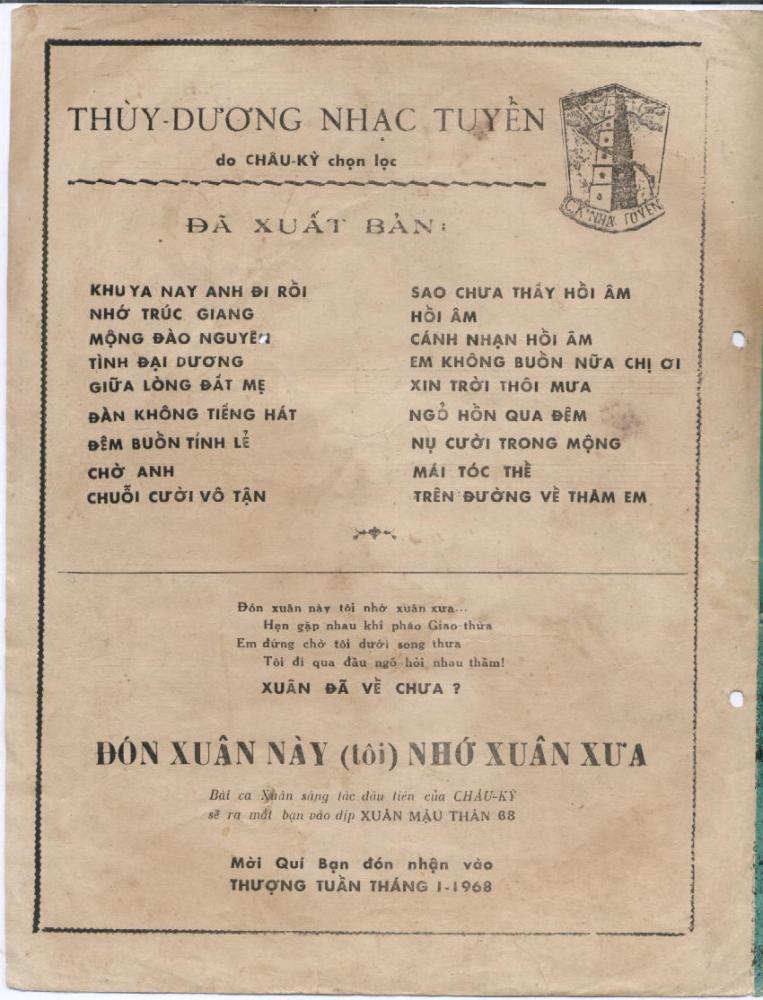 THÙY-DƯƠNG NHẠC TUYỂN
do CHÂU-KỲ chọn lọc
C.K NHẠC TUYỂN
ĐÃ XUẤT BẢN:
KHUYA NAY ANH ĐI RỒI
NHỚ TRÚC GIANG
MỘNG ĐÀO NGUYÊN
TÌNH ĐẠI DƯƠNG
GIỮA LÒNG ĐẤT MẸ
ĐÀN KHÔNG TIẾNG HÁT
ĐÊM BUỒN TỈNH LẺ
CHỜ ANH
CHUỖI CƯỜI VÔ TẬN
SAO CHƯA THẤY HỒI ÂM
HỒI ÂM
CÁNH NHẠN HỒI ÂM
EM KHÔNG BUỒN NỮA CHỊ ƠI
XIN TRỜI THÔI MƯA
NGỎ HỒN QUA ĐÊM
NỤ CƯỜI TRONG MỘNG
MÁI TÓC THỀ
TRÊN ĐƯỜNG VỀ THĂM EM
Đón xuân này tôi nhớ xuân xưa...
Hẹn gặp nhau khi pháo Giao-thừa
Em đứng chờ tôi dưới song thưa
Tôi đi qua đầu ngõ hỏi nhau thầm!
XUÂN ĐÃ VỀ CHƯA ?
ĐÓN XUÂN NÀY (tôi) NHỚ XUÂN XƯA
Bài ca Xuân sáng tác đầu tiên của CHÂU-KỲ
sẽ ra mắt bạn vào dịp XUÂN MẬU THÂN 68
Mời Quí Bạn đón nhận vào
THƯỢNG TUẦN THÁNG 1-1968